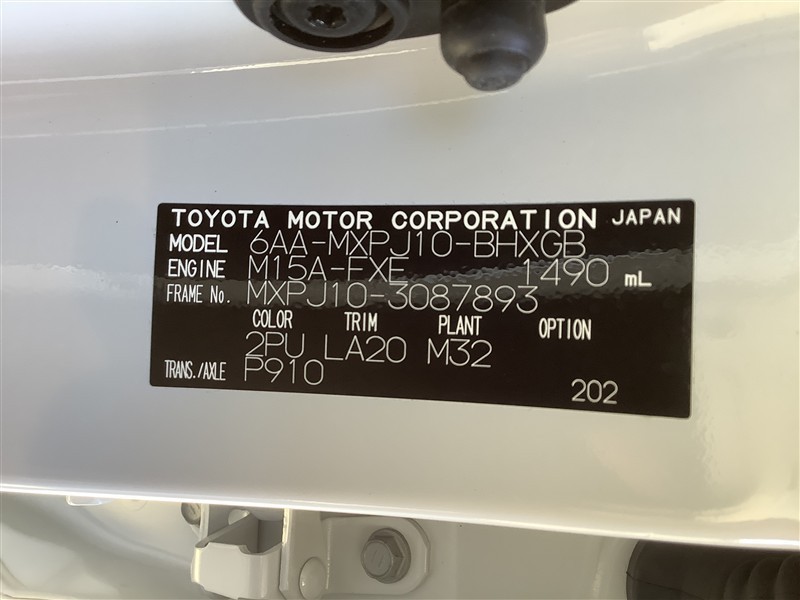 TOYOTA MOTOR CORPORATION JAPAN
MODEL 6AA-MXPJ10-BHXGB
ENGINE M15A-FXE 1490 mL
FRAME No. MXPJ10-3087893
COLOR TRIM PLANT OPTION
2PU LA20 M32
TRANS./AXLE P910
202